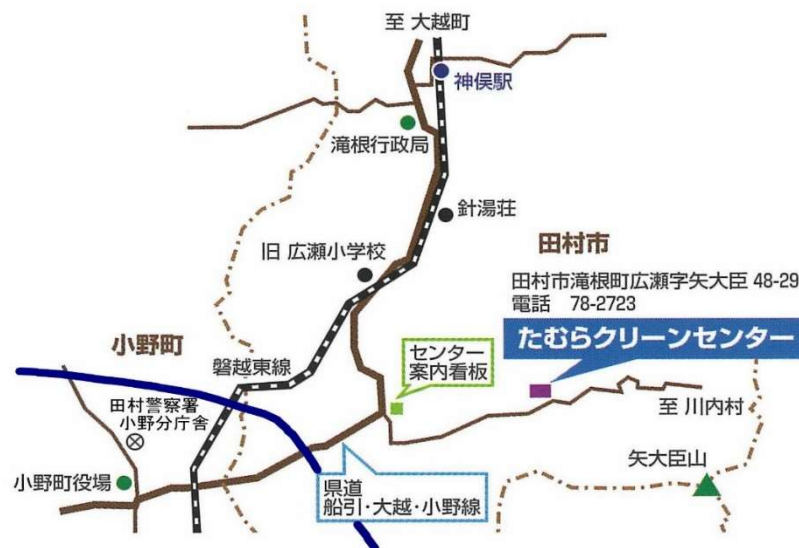 至 大越町
神俣駅
滝根行政局
針湯荘
田村市
旧 広瀬小学校
田村市滝根町広瀬字矢大臣 48-29
電話 78-2723
たむらクリーンセンター
小野町
磐越東線
センター
案内看板
田村警察署
小野分庁舎
至 川内村
矢大臣山
小野町役場
県道
船引・大越・小野線